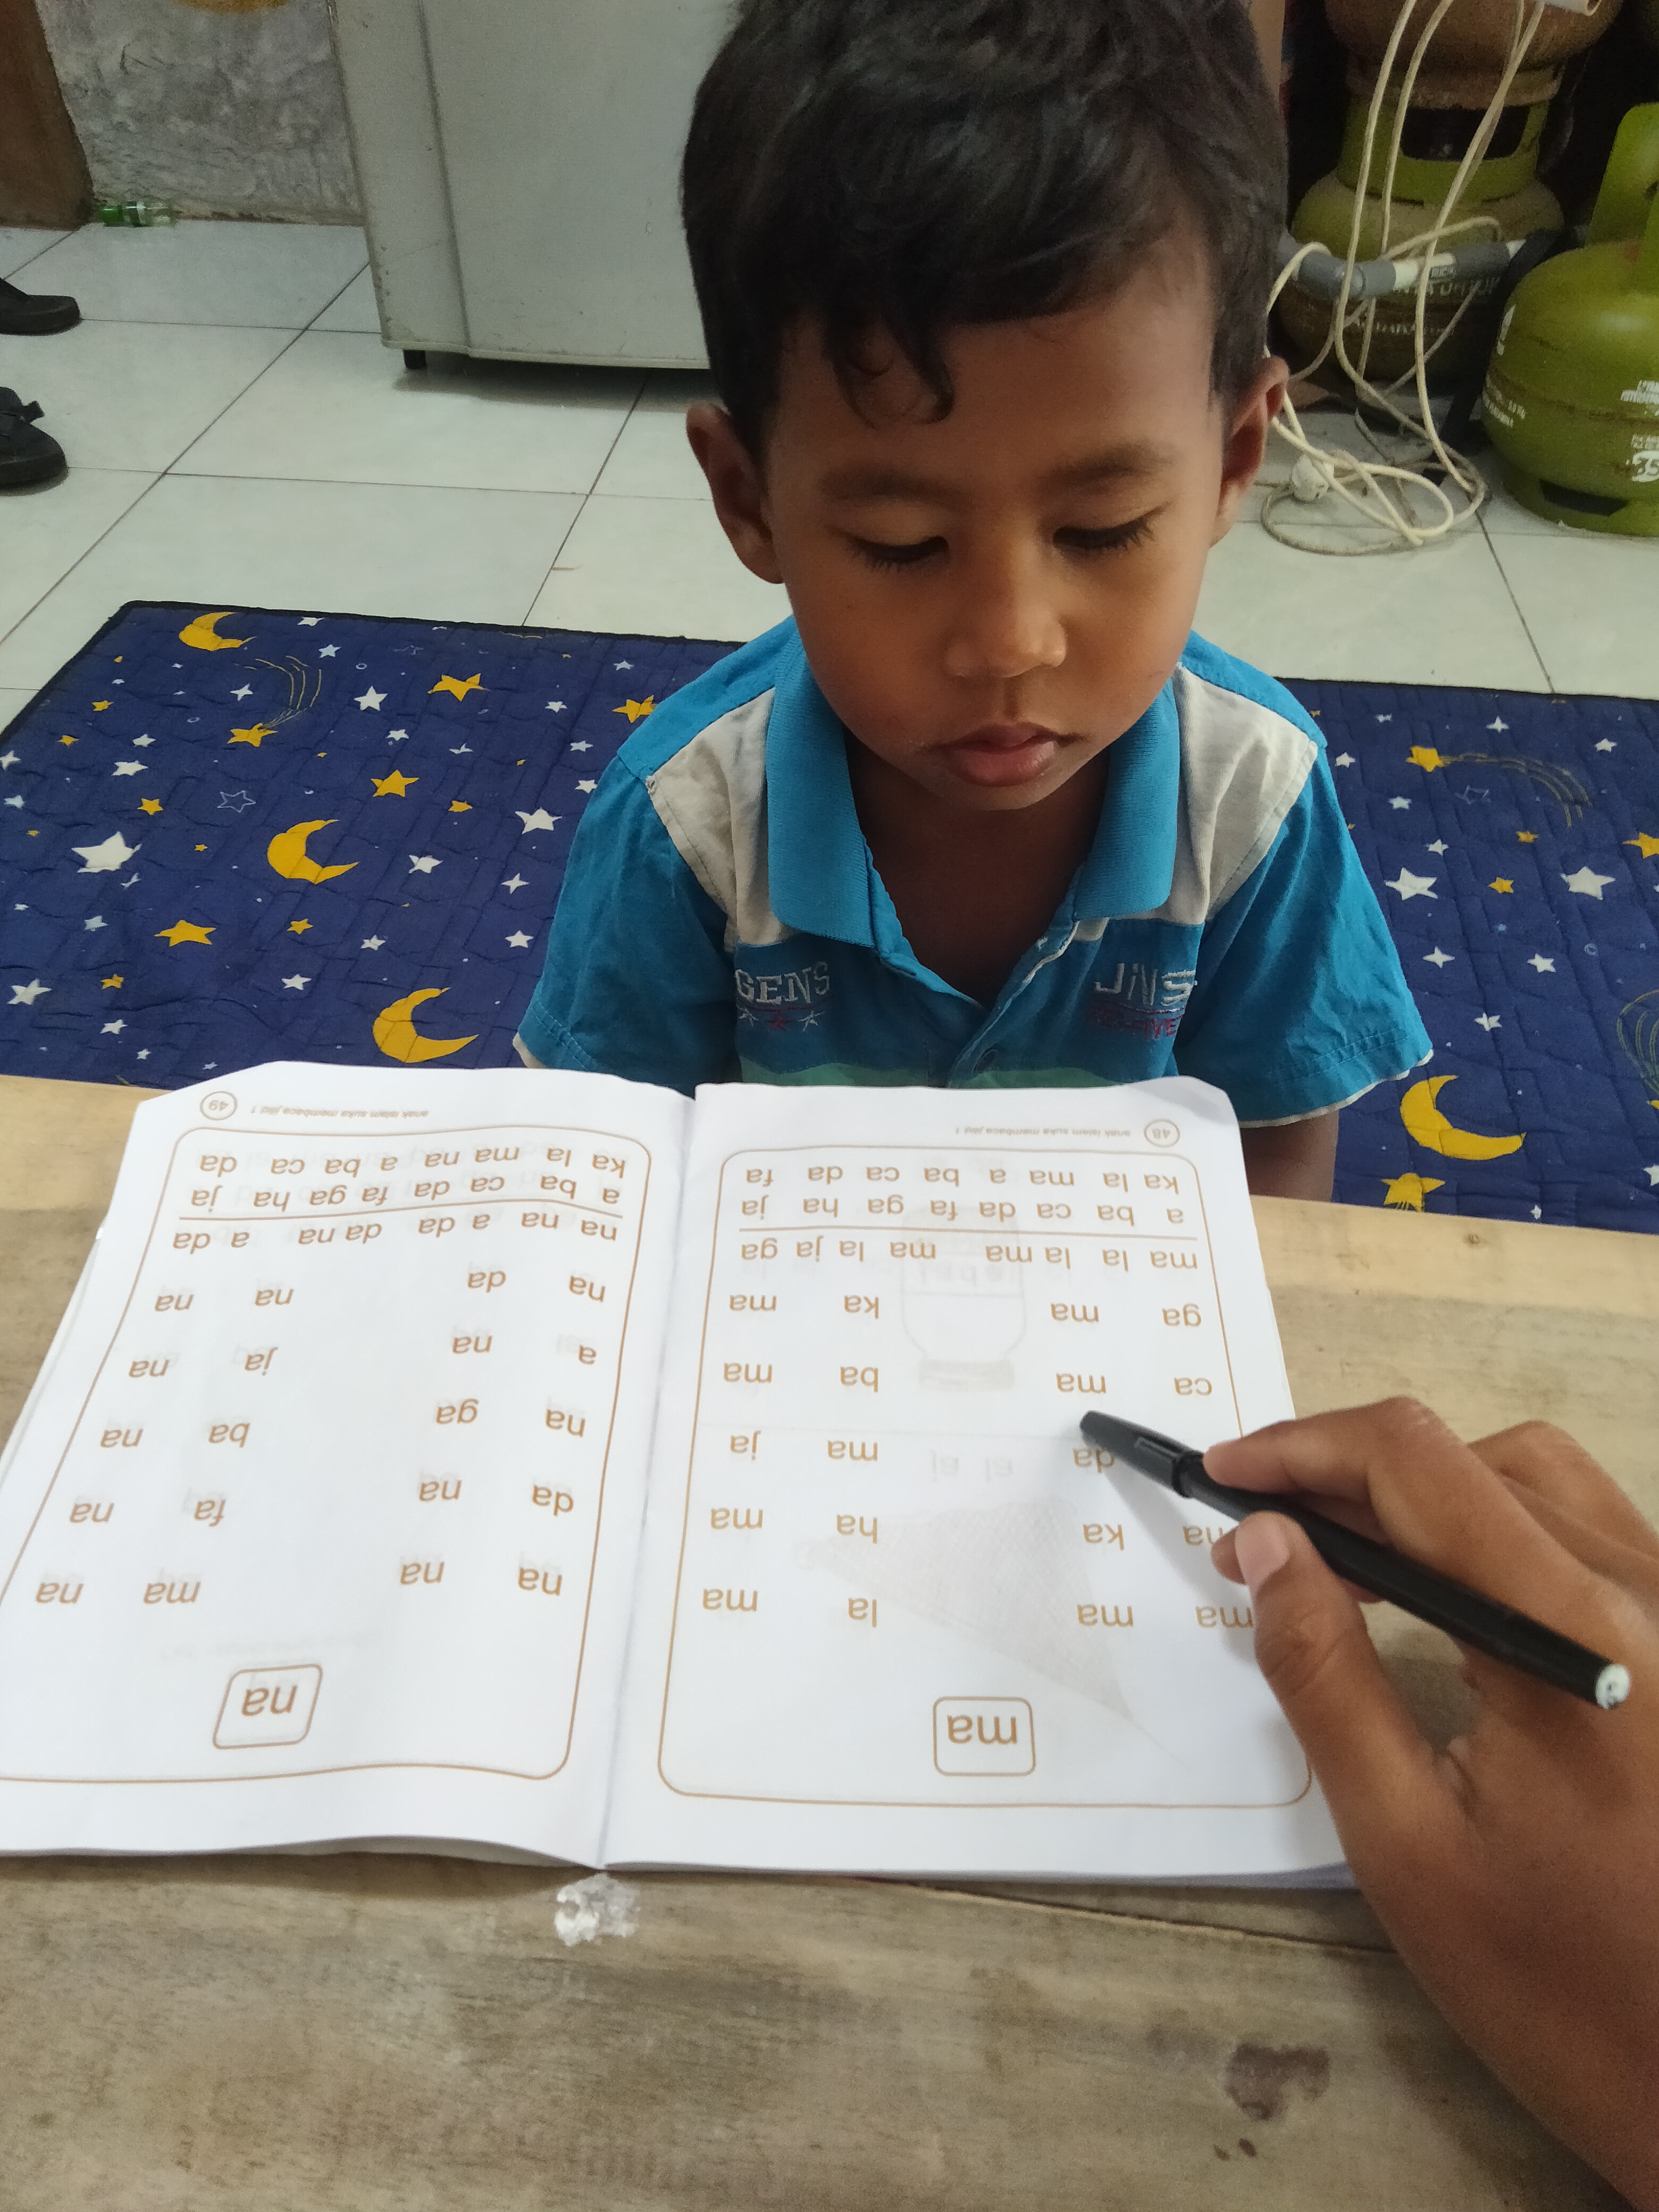 GENS
JiNS
ma
ma ma la ma
ka ha ma
da ma ja
ca ma ba ma
ga ma ka ma
ma la la ma ma la ja ga
a ba ca da fa ga ha ja
ka la ma a ba ca da fa
48 anak islam suka membaca jilid 1
na
na na ma na
da na fa na
na ga ba na
a na ja na
na da na na
na na a da da na a da
a ba ca da fa ga ha ja
ka la ma na a ba ca da
anak islam suka membaca jilid 1 49